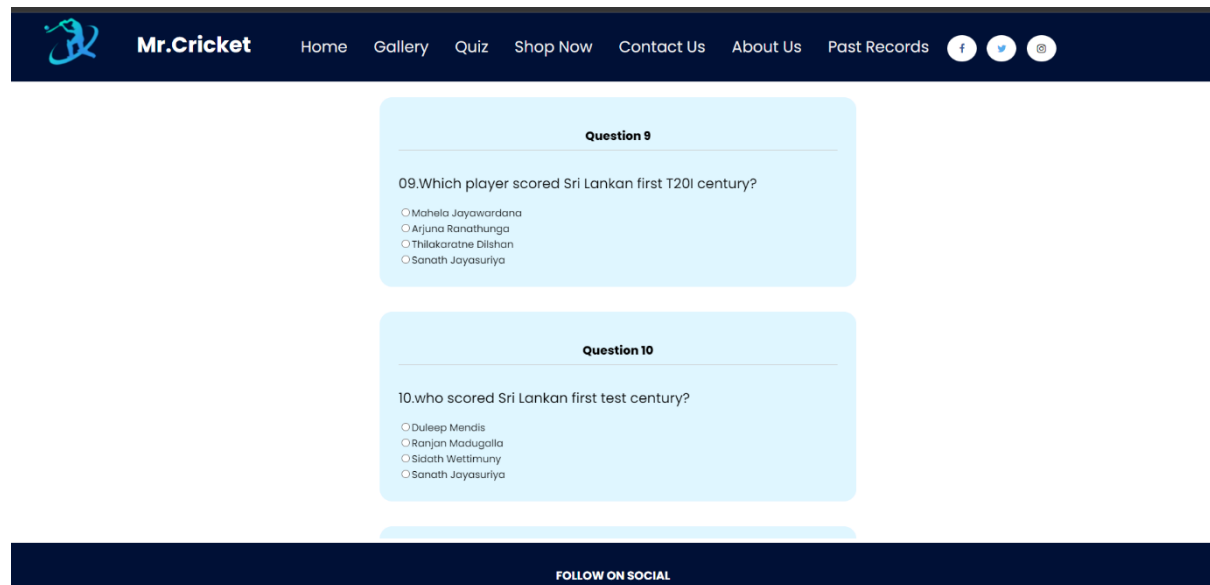 Mr.Cricket Home Gallery Quiz Shop Now Contact Us About Us Past Records
Question 9
09.Which player scored Sri Lankan first T20I century?
Mahela Jayawardana
Arjuna Ranathunga
Thilakaratne Dilshan
Sanath Jayasuriya
Question 10
10.who scored Sri Lankan first test century?
Duleep Mendis
Ranjan Madugalla
Sidath Wettimuny
Sanath Jayasuriya
FOLLOW ON SOCIAL